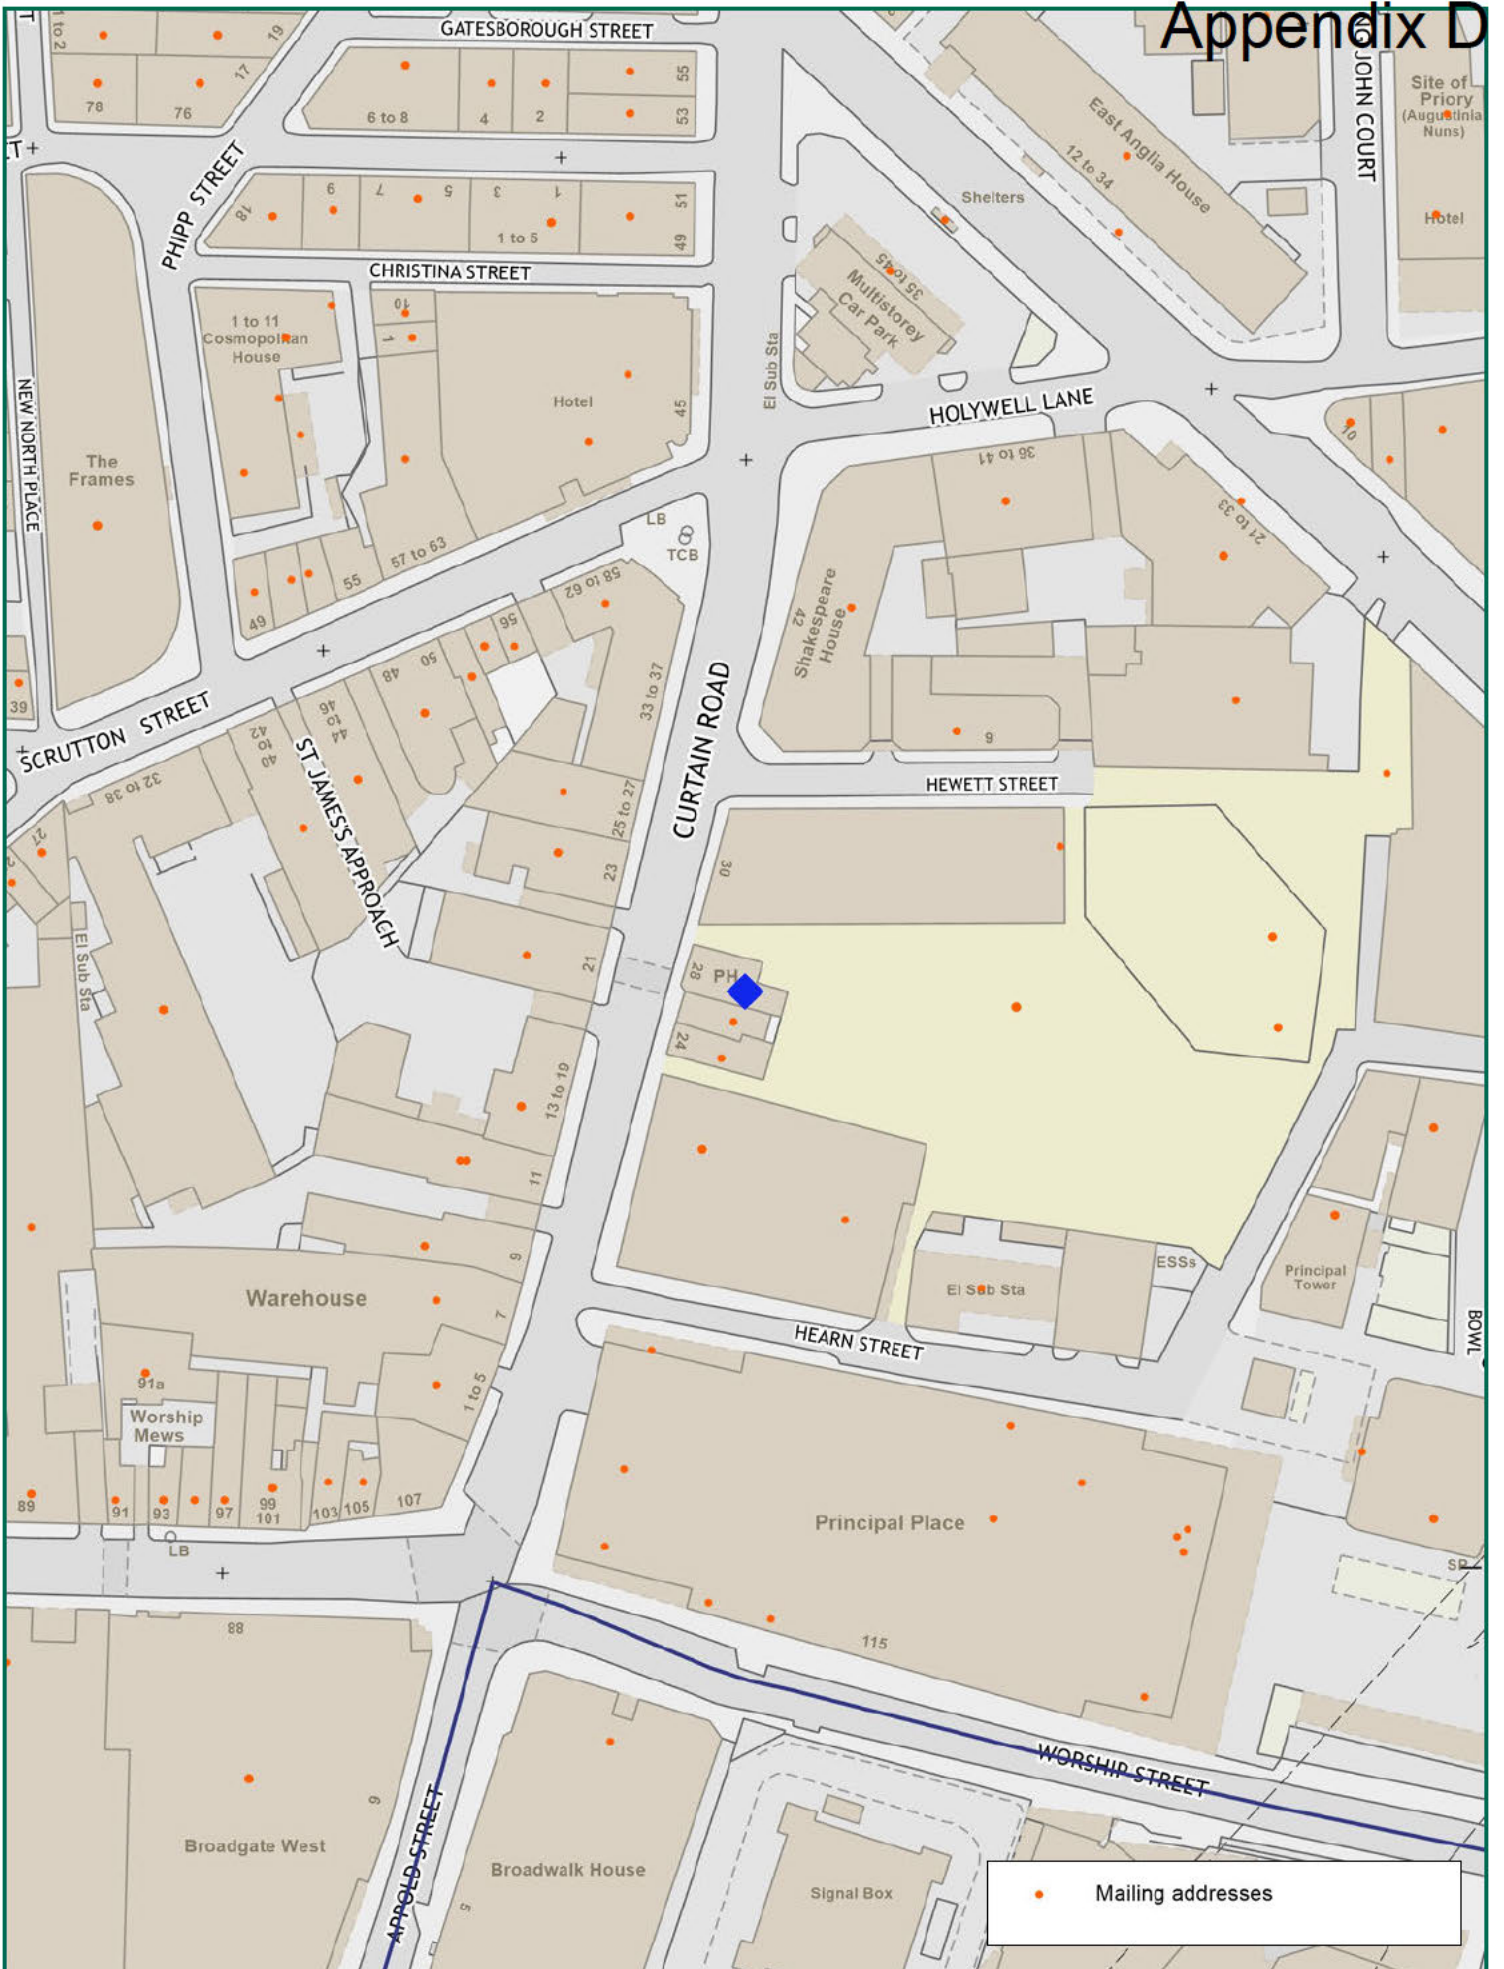 Appendix D
GATESBOROUGH STREET
1 to 2
19
17
78
76
6 to 8
4
2
55
53
PHIPP STREET
18
9
7
5
3
1
1 to 5
51
49
CHRISTINA STREET
East Anglia House
12 to 34
Shelters
JOHN COURT
Site of
Priory
(Augustinia
Nuns)
Hotel
35 to 45
Multistorey
Car Park
El Sub Sta
HOLYWELL LANE
1 to 11
Cosmopolitan
House
10
1
Hotel
45
NEW NORTH PLACE
The
Frames
LB
TCB
36 to 41
21 to 33
10
49
55
57 to 63
58 to 62
56
50
48
42
Shakespeare
House
33 to 37
39
SCRUTTON STREET
44 to 46
40 to 42
32 to 38
ST JAMES'S APPROACH
CURTAIN ROAD
25 to 27
23
HEWETT STREET
27
30
El Sub Sta
21
28
PH
24
13 to 19
11
9
Warehouse
7
1 to 5
El Sub Sta
ESSs
Principal
Tower
HEARN STREET
BOWL
91a
Worship
Mews
89
91
93
97
99
101
103
105
107
LB
Principal Place
115
88
WORSHIP STREET
APPOLD STREET
Broadgate West
Broadwalk House
5
Signal Box
Mailing addresses